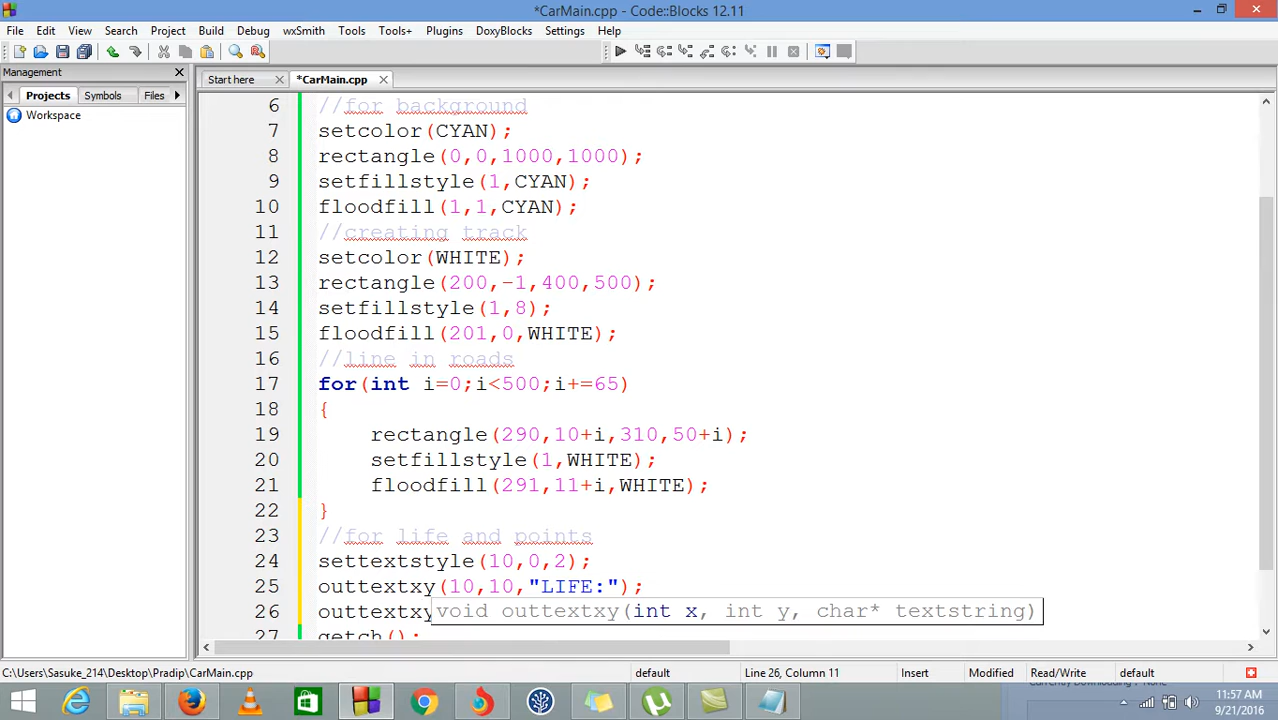 *CarMain.cpp - Code::Blocks 12.11
File Edit View Search Project Build Debug wxSmith Tools Tools+ Plugins DoxyBlocks Settings Help
Management
Start here *CarMain.cpp
Projects Symbols Files
Workspace
6 //for background
7 setcolor(CYAN);
8 rectangle(0,0,1000,1000);
9 setfillstyle(1,CYAN);
10 floodfill(1,1,CYAN);
11 //creating track
12 setcolor(WHITE);
13 rectangle(200,-1,400,500);
14 setfillstyle(1,8);
15 floodfill(201,0,WHITE);
16 //line in roads
17 for(int i=0;i<500;i+=65)
18 {
19 rectangle(290,10+i,310,50+i);
20 setfillstyle(1,WHITE);
21 floodfill(291,11+i,WHITE);
22 }
23 //for life and points
24 settextstyle(10,0,2);
25 outtextxy(10,10,"LIFE:");
26 outtextxy void outtextxy(int x, int y, char* textstring)
27 getch();
C:\Users\Sasuke_214\Desktop\Pradip\CarMain.cpp default Line 26, Column 11 Insert Modified Read/Write default
11:57 AM
9/21/2016